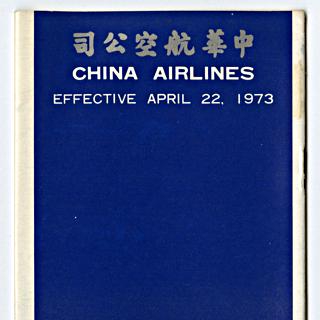 中華航空公司
CHINA AIRLINES
EFFECTIVE APRIL 22, 1973